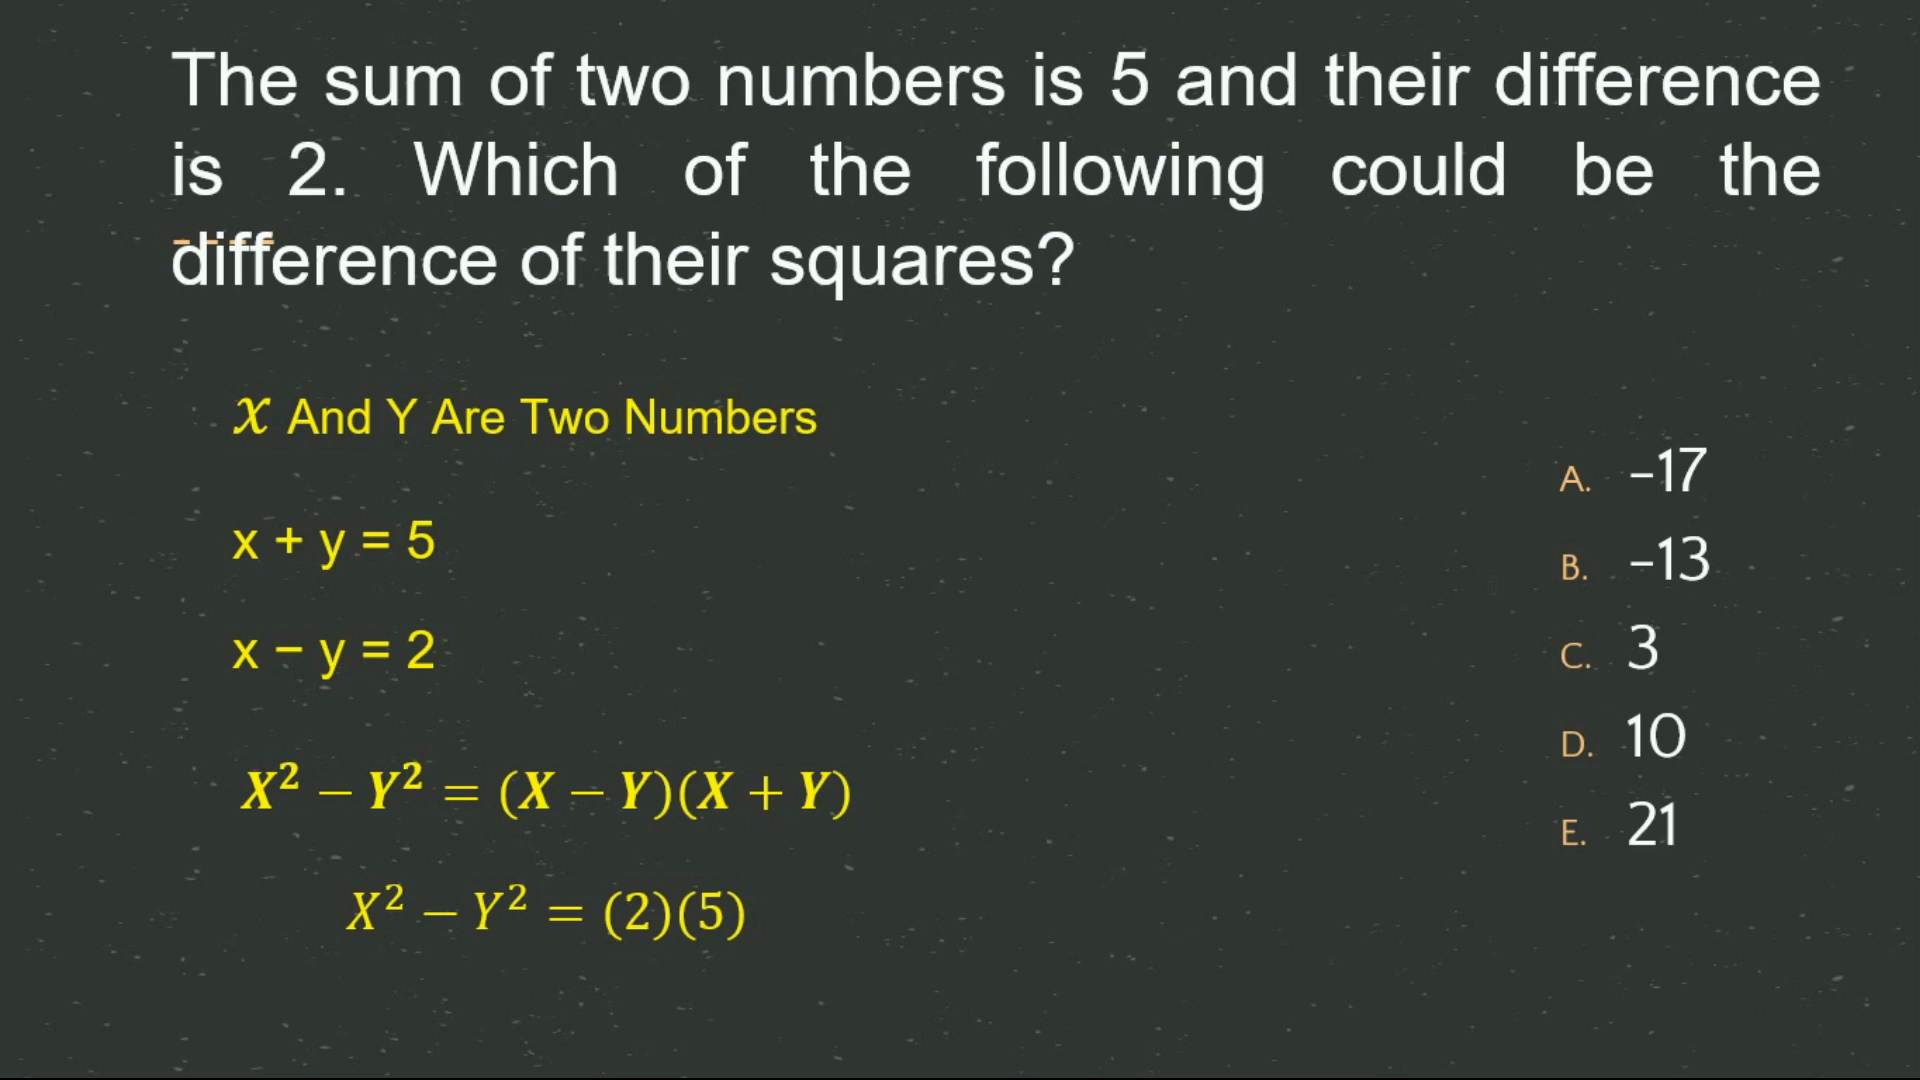 The sum of two numbers is 5 and their difference
is 2. Which of the following could be the
difference of their squares?
x And Y Are Two Numbers
x + y = 5
x − y = 2
X² − Y² = (X − Y)(X + Y)
X² − Y² = (2)(5)
A. -17
B. -13
C. 3
D. 10
E. 21